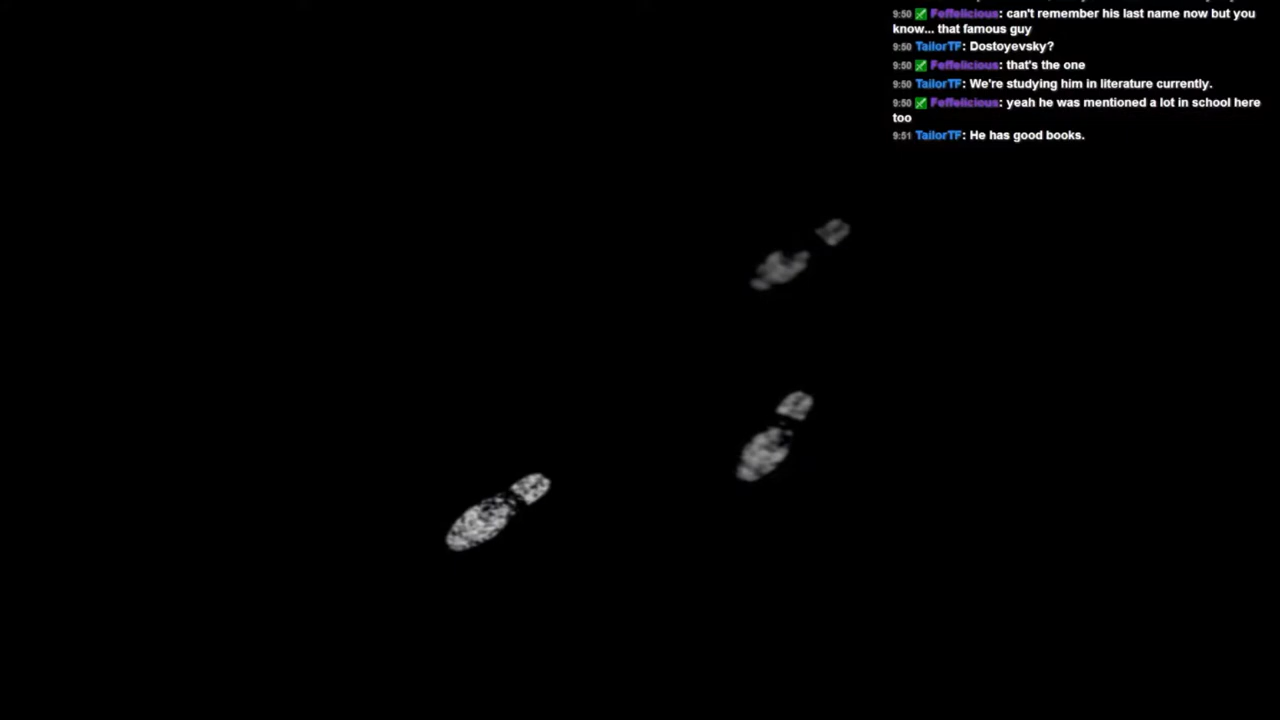 9:50 Feffelicious: can't remember his last name now but you
know... that famous guy
9:50 TailorTF: Dostoyevsky?
9:50 Feffelicious: that's the one
9:50 TailorTF: We're studying him in literature currently.
9:50 Feffelicious: yeah he was mentioned a lot in school here
too
9:51 TailorTF: He has good books.